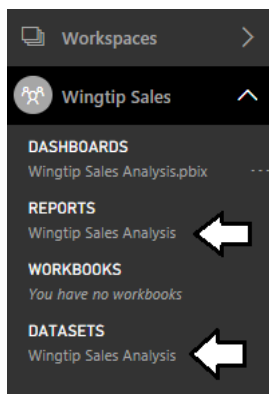 Workspaces
Wingtip Sales
DASHBOARDS
Wingtip Sales Analysis.pbix ...
REPORTS
Wingtip Sales Analysis
WORKBOOKS
You have no workbooks
DATASETS
Wingtip Sales Analysis